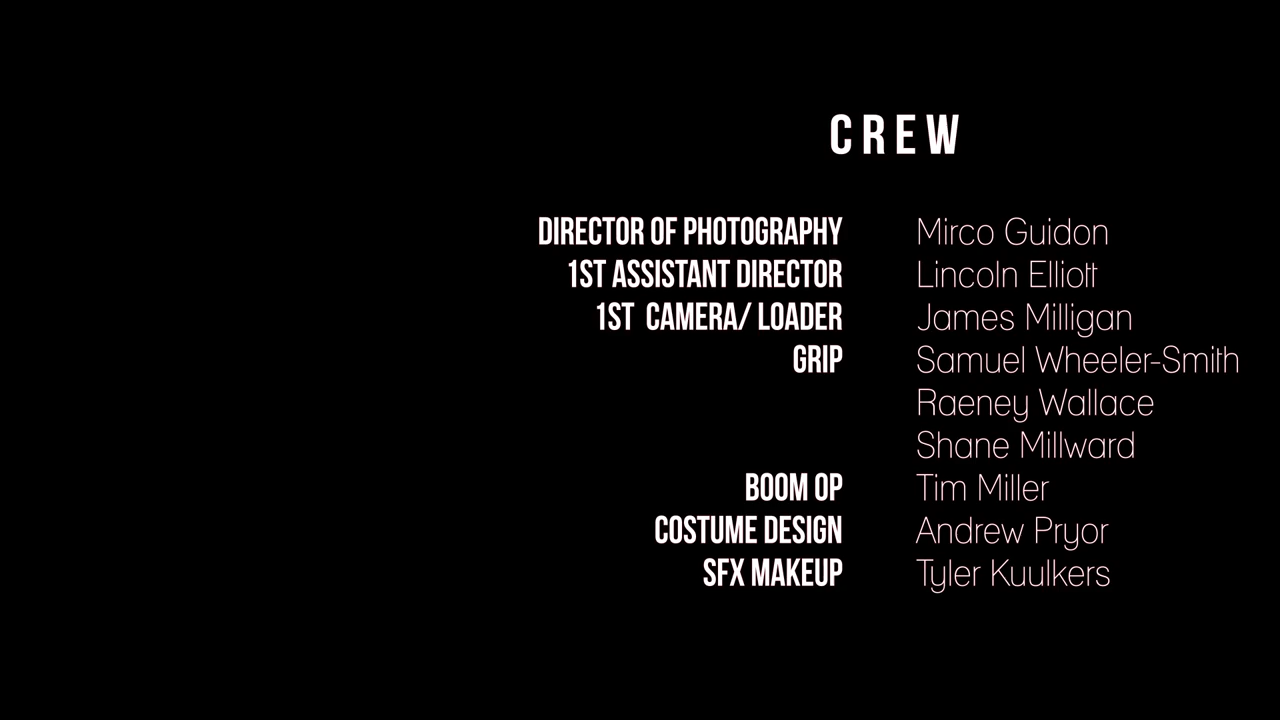 CREW
DIRECTOR OF PHOTOGRAPHY Mirco Guidon
1ST ASSISTANT DIRECTOR Lincoln Elliott
1ST CAMERA/ LOADER James Milligan
GRIP Samuel Wheeler-Smith
Raeney Wallace
Shane Millward
BOOM OP Tim Miller
COSTUME DESIGN Andrew Pryor
SFX MAKEUP Tyler Kuulkers